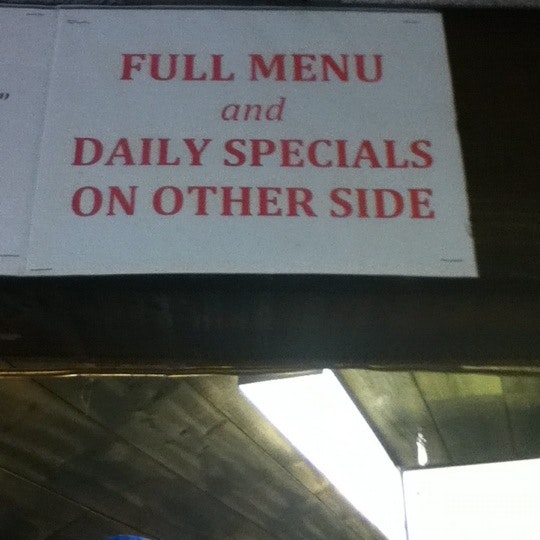 FULL MENU
and
DAILY SPECIALS
ON OTHER SIDE
”